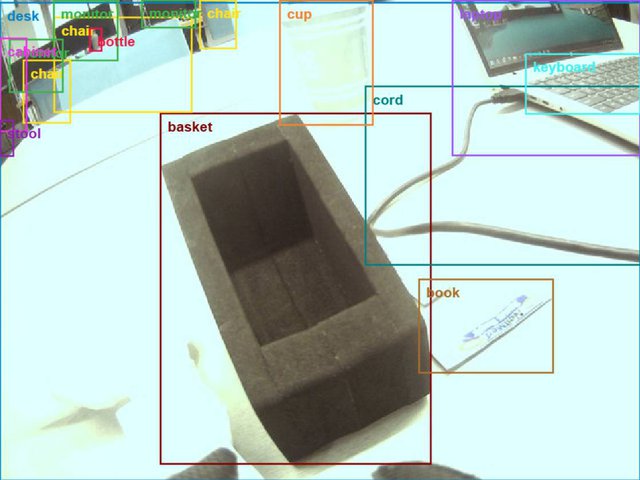 desk
monitor
monitor
chair
cup
laptop
chair
bottle
cabinet
keyboard
chair
cord
basket
stool
book